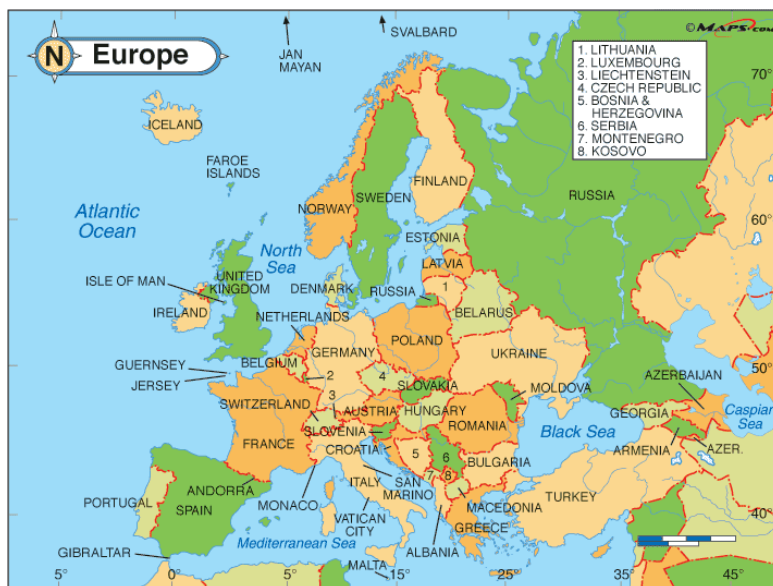 SVALBARD
© MAPS.com
N Europe
JAN
MAYAN
1. LITHUANIA
2. LUXEMBOURG
3. LIECHTENSTEIN
4 CZECH REPUBLIC
5 BOSNIA &
HERZEGOVINA
6 SERBIA
7 MONTENEGRO
8. KOSOVO
70°
ICELAND
FAROE
ISLANDS
FINLAND
RUSSIA
SWEDEN
NORWAY
Atlantic
Ocean
60°
ESTONIA
North
Sea
LATVIA
ISLE OF MAN
UNITED
KINGDOM
DENMARK
RUSSIA
1
IRELAND
NETHERLANDS
BELARUS
POLAND
GERMANY
UKRAINE
GUERNSEY
BELGIUM
2
4
50°
JERSEY
SLOVAKIA
MOLDOVA
AZERBAIJAN
3
SWITZERLAND
AUSTRIA
HUNGARY
GEORGIA
Caspian
Sea
SLOVENIA
ROMANIA
FRANCE
CROATIA
Black Sea
ARMENIA
AZER.
5
6
BULGARIA
ANDORRA
ITALY
SAN
MARINO
7
8
PORTUGAL
SPAIN
MONACO
TURKEY
VATICAN
CITY
MACEDONIA
GREECE
40°
Mediterranean Sea
ALBANIA
GIBRALTAR
MALTA
5°
0°
5°
15°
25°
35°
45°